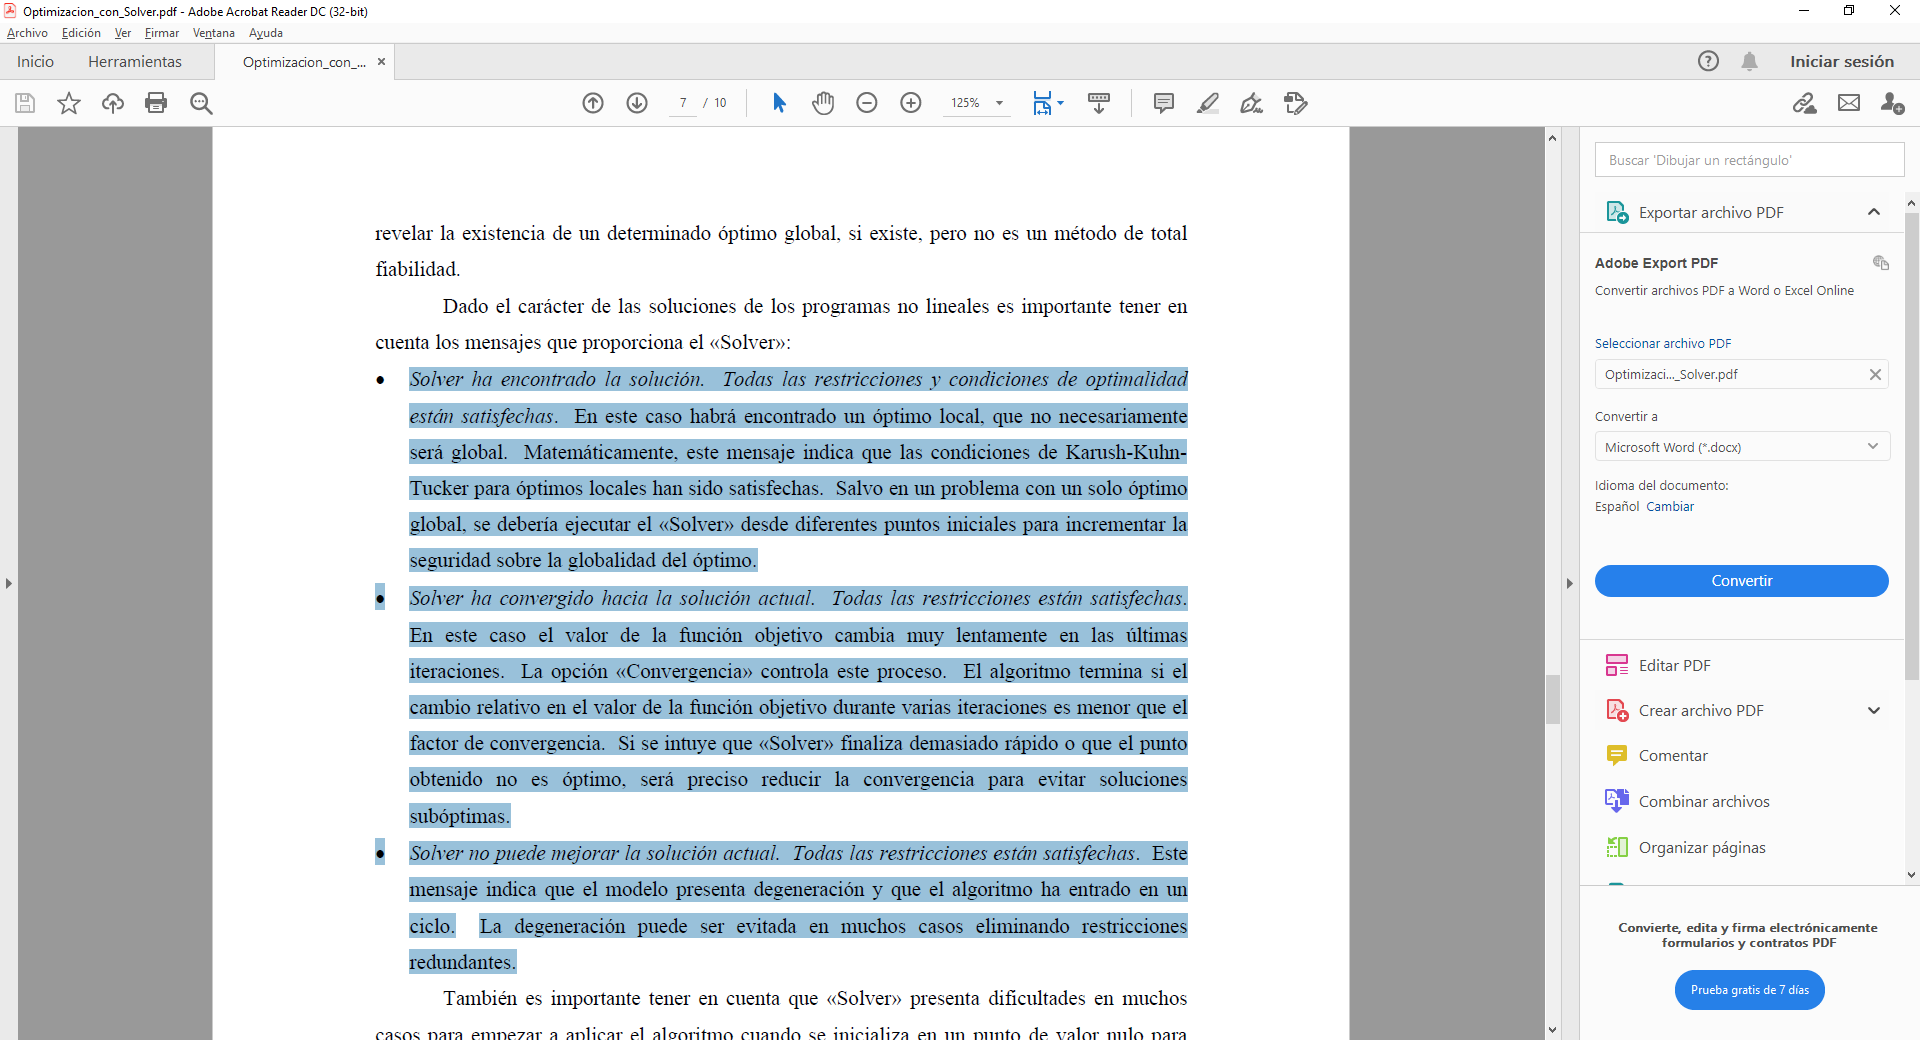 Optimizacion_con_Solver.pdf - Adobe Acrobat Reader DC (32-bit)
Archivo Edición Ver Firmar Ventana Ayuda
Inicio Herramientas Optimizacion_con_... × Iniciar sesión
7 / 10 125%
revelar la existencia de un determinado óptimo global, si existe, pero no es un método de total
fiabilidad.
Dado el carácter de las soluciones de los programas no lineales es importante tener en
cuenta los mensajes que proporciona el «Solver»:
• Solver ha encontrado la solución. Todas las restricciones y condiciones de optimalidad
están satisfechas. En este caso habrá encontrado un óptimo local, que no necesariamente
será global. Matemáticamente, este mensaje indica que las condiciones de Karush-Kuhn-
Tucker para óptimos locales han sido satisfechas. Salvo en un problema con un solo óptimo
global, se debería ejecutar el «Solver» desde diferentes puntos iniciales para incrementar la
seguridad sobre la globalidad del óptimo.
• Solver ha convergido hacia la solución actual. Todas las restricciones están satisfechas.
En este caso el valor de la función objetivo cambia muy lentamente en las últimas
iteraciones. La opción «Convergencia» controla este proceso. El algoritmo termina si el
cambio relativo en el valor de la función objetivo durante varias iteraciones es menor que el
factor de convergencia. Si se intuye que «Solver» finaliza demasiado rápido o que el punto
obtenido no es óptimo, será preciso reducir la convergencia para evitar soluciones
subóptimas.
• Solver no puede mejorar la solución actual. Todas las restricciones están satisfechas. Este
mensaje indica que el modelo presenta degeneración y que el algoritmo ha entrado en un
ciclo. La degeneración puede ser evitada en muchos casos eliminando restricciones
redundantes.
También es importante tener en cuenta que «Solver» presenta dificultades en muchos
casos para empezar a aplicar el algoritmo cuando se inicializa en un punto de valor nulo para
Buscar 'Dibujar un rectángulo'
Exportar archivo PDF
Adobe Export PDF
Convertir archivos PDF a Word o Excel Online
Seleccionar archivo PDF
Optimizaci..._Solver.pdf
Convertir a
Microsoft Word (*.docx)
Idioma del documento:
Español Cambiar
Convertir
Editar PDF
Crear archivo PDF
Comentar
Combinar archivos
Organizar páginas
Convierte, edita y firma electrónicamente
formularios y contratos PDF
Prueba gratis de 7 días